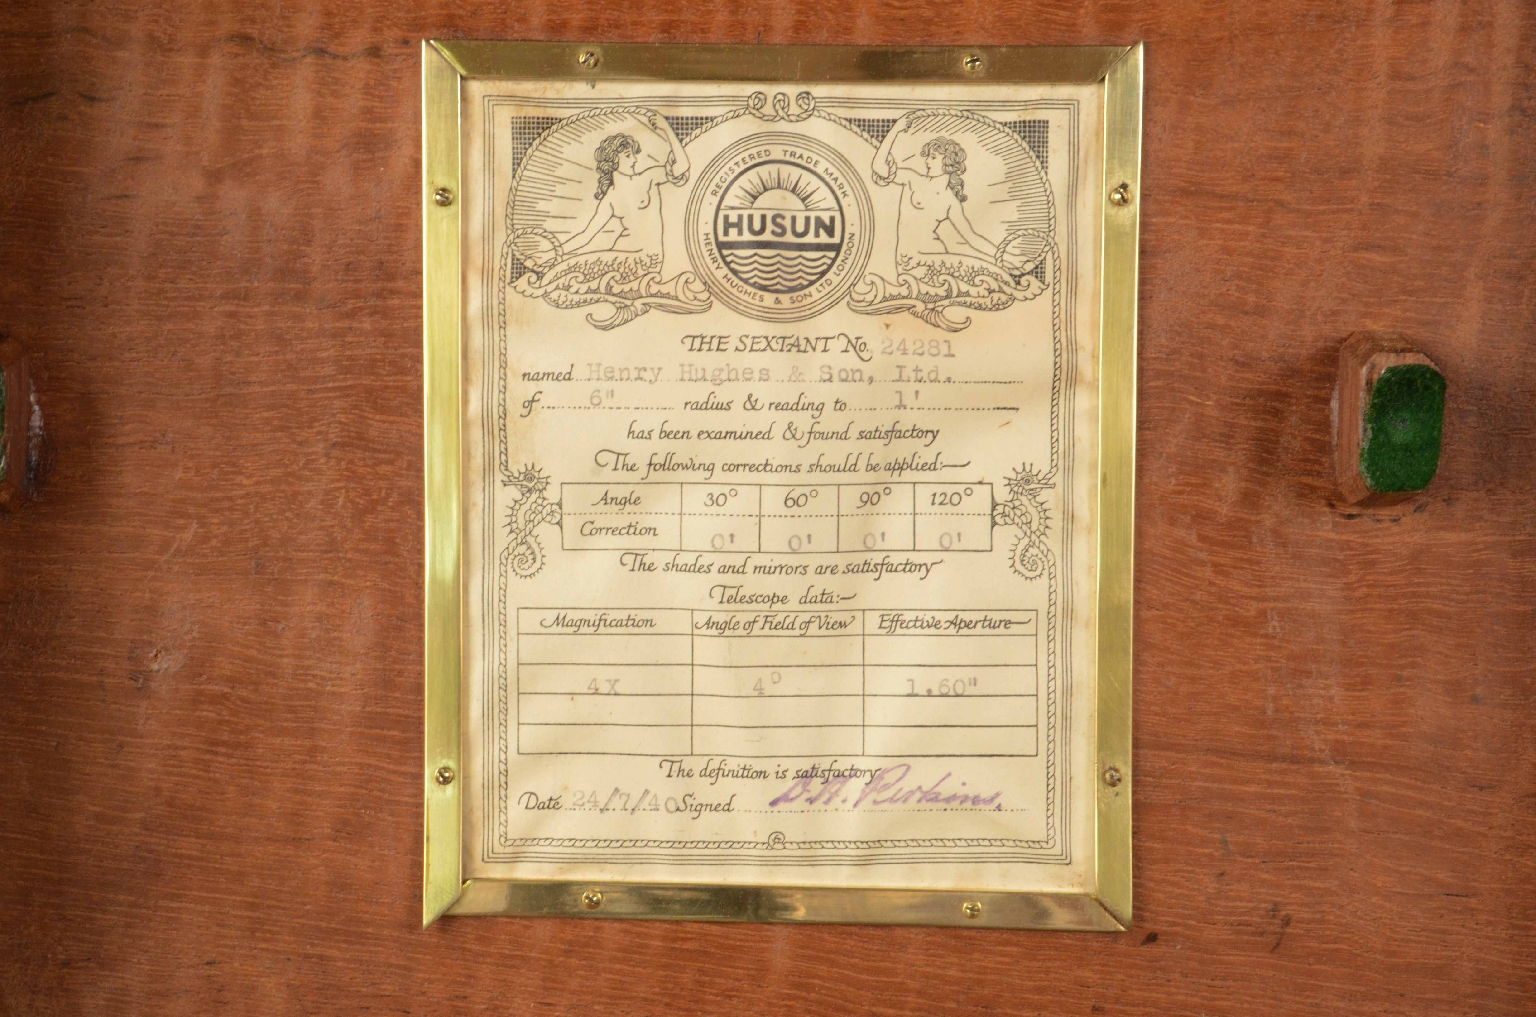 REGISTERED TRADE MARK
HUSUN
HENRY HUGHES & SON LTD LONDON
THE SEXTANT No. 24281
named Henry Hughes & Son, Ltd.
of 6" radius & reading to 1'
has been examined & found satisfactory
The following corrections should be applied:—
Angle 30° 60° 90° 120°
Correction 0' 0' 0' 0'
The shades and mirrors are satisfactory
Telescope data:—
Magnification Angle of Field of View Effective Aperture
4X 4° 1.60"
The definition is satisfactory
Date 24/7/40 Signed D.W. Perkins.